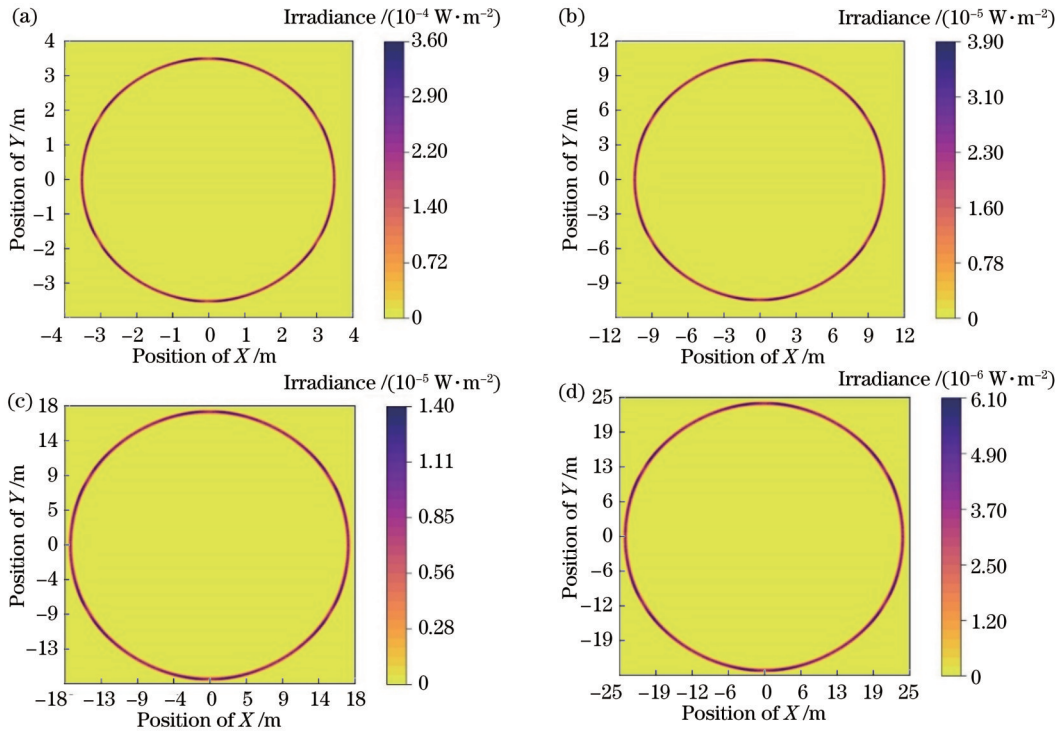 (a)
Irradiance /(10⁻⁴ W·m⁻²)
4
3
2
1
0
−1
−2
−3
Position of Y /m
−4 −3 −2 −1 0 1 2 3 4
Position of X /m
3.60
2.90
2.20
1.40
0.72
0
(b)
Irradiance /(10⁻⁵ W·m⁻²)
12
9
6
3
0
−3
−6
−9
Position of Y /m
−12 −9 −6 −3 0 3 6 9 12
Position of X /m
3.90
3.10
2.30
1.60
0.78
0
(c)
Irradiance /(10⁻⁵ W·m⁻²)
18
14
9
5
0
−4
−9
−13
Position of Y /m
−18 −13 −9 −4 0 5 9 14 18
Position of X /m
1.40
1.11
0.85
0.56
0.28
0
(d)
Irradiance /(10⁻⁶ W·m⁻²)
25
19
13
6
0
−6
−12
−19
Position of Y /m
−25 −19 −12 −6 0 6 13 19 25
Position of X /m
6.10
4.90
3.70
2.40
1.20
0